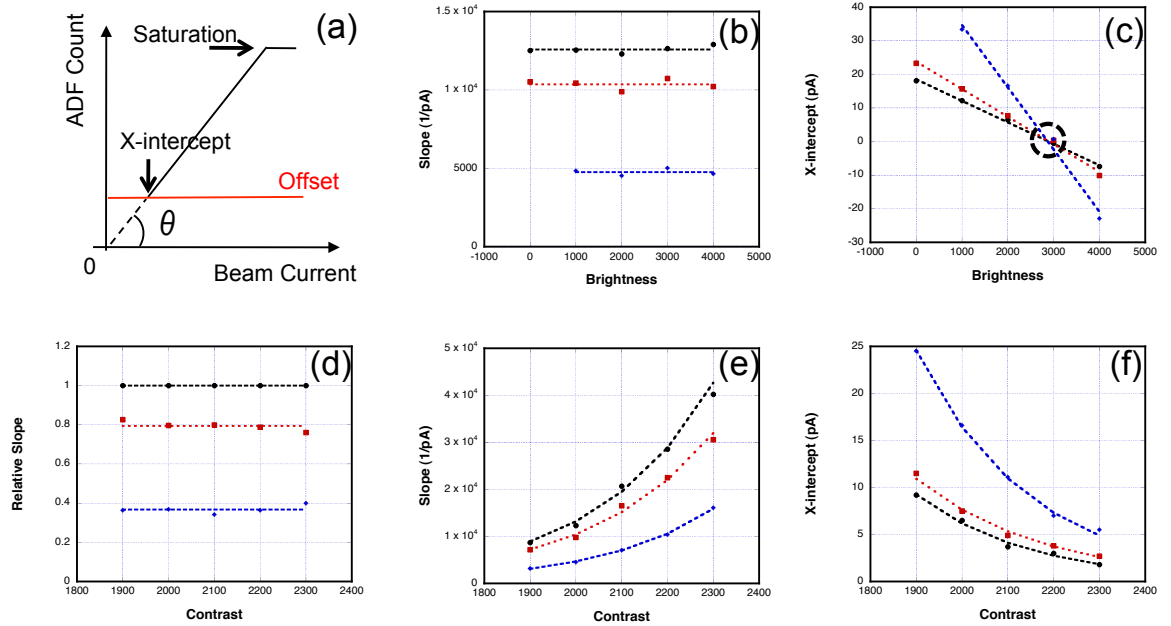 (a)
ADF Count
Saturation
X-intercept
Offset
θ
0
Beam Current
(b)
Slope (1/pA)
1.5 x 10⁴
1 x 10⁴
5000
0
-1000 0 1000 2000 3000 4000 5000
Brightness
(c)
X-intercept (pA)
40
30
20
10
0
-10
-20
-30
-1000 0 1000 2000 3000 4000 5000
Brightness
(d)
Relative Slope
1.2
1
0.8
0.6
0.4
0.2
0
1800 1900 2000 2100 2200 2300 2400
Contrast
(e)
Slope (1/pA)
5 x 10⁴
4 x 10⁴
3 x 10⁴
2 x 10⁴
1 x 10⁴
0
1800 1900 2000 2100 2200 2300 2400
Contrast
(f)
X-intercept (pA)
25
20
15
10
5
0
1800 1900 2000 2100 2200 2300 2400
Contrast